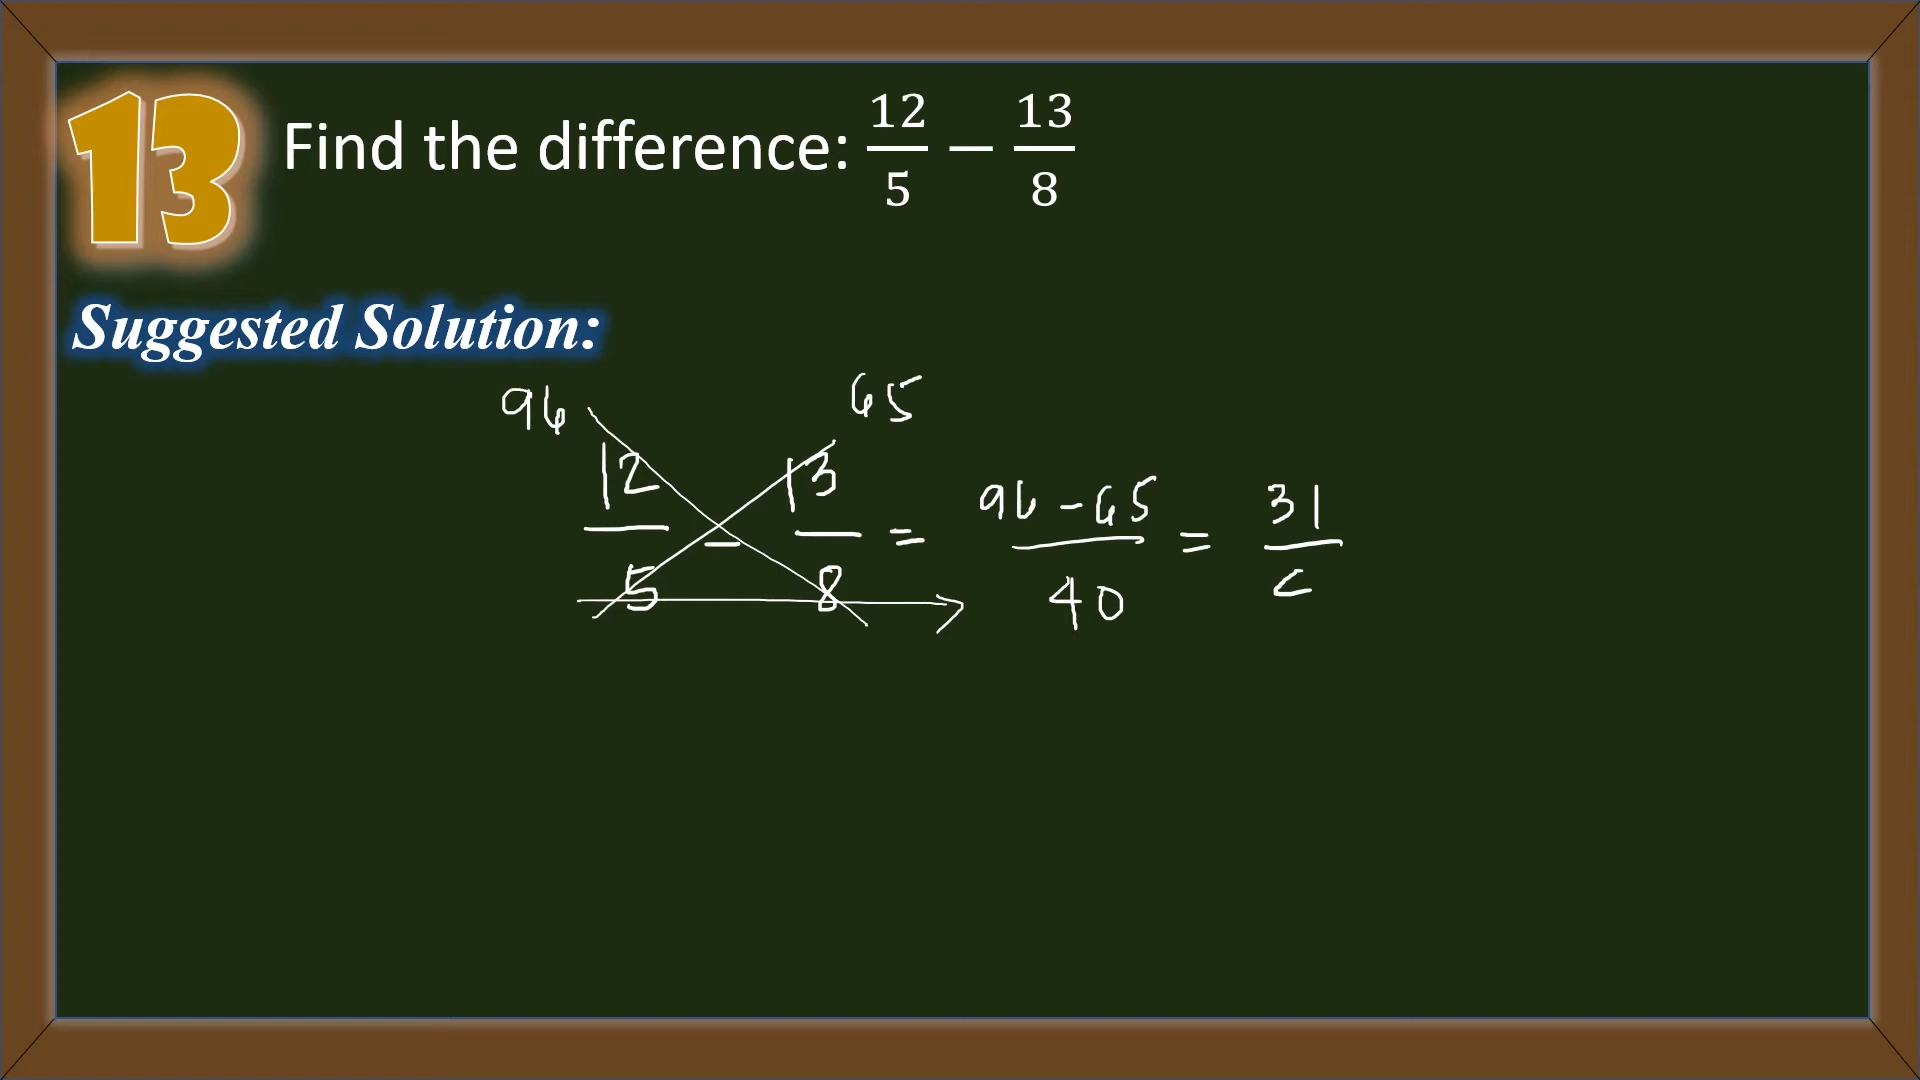 13 Find the difference: 12/5 − 13/8
Suggested Solution:
96 65
12/5 − 13/8 = 96 - 65/40 = 31/